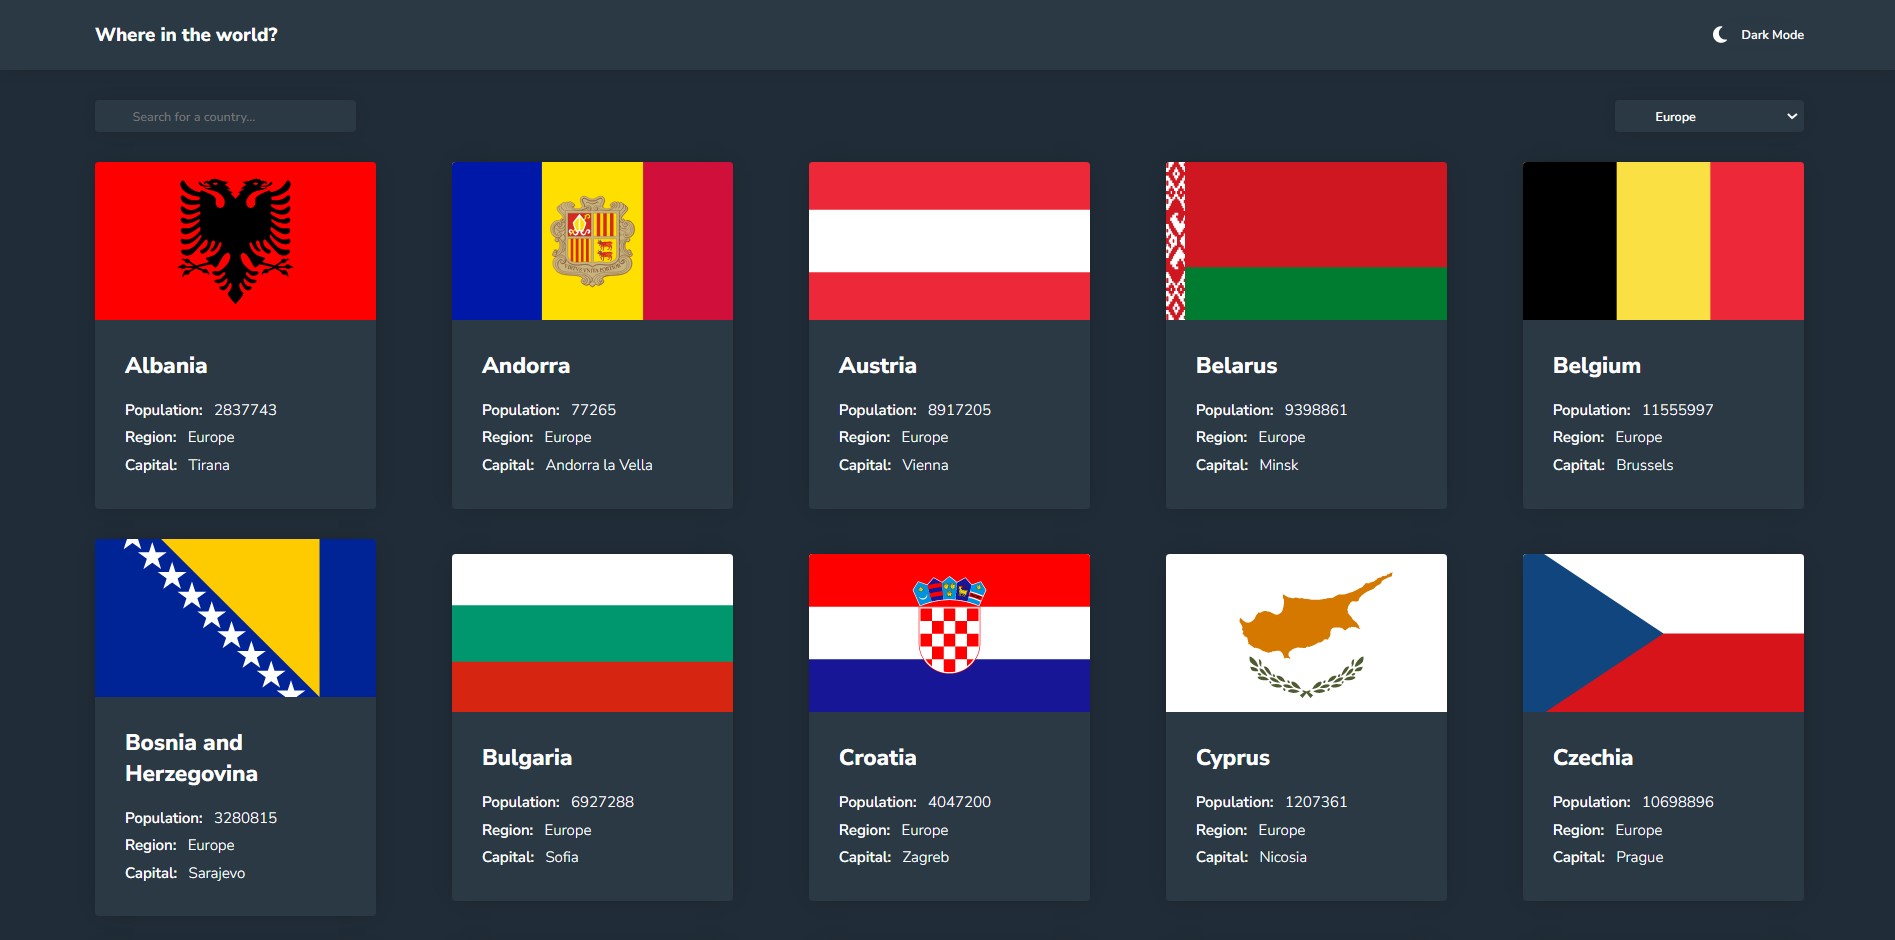 Where in the world?
Dark Mode
Search for a country...
Europe
Albania
Population: 2837743
Region: Europe
Capital: Tirana
Andorra
Population: 77265
Region: Europe
Capital: Andorra la Vella
Austria
Population: 8917205
Region: Europe
Capital: Vienna
Belarus
Population: 9398861
Region: Europe
Capital: Minsk
Belgium
Population: 11555997
Region: Europe
Capital: Brussels
Bosnia and
Herzegovina
Population: 3280815
Region: Europe
Capital: Sarajevo
Bulgaria
Population: 6927288
Region: Europe
Capital: Sofia
Croatia
Population: 4047200
Region: Europe
Capital: Zagreb
Cyprus
Population: 1207361
Region: Europe
Capital: Nicosia
Czechia
Population: 10698896
Region: Europe
Capital: Prague